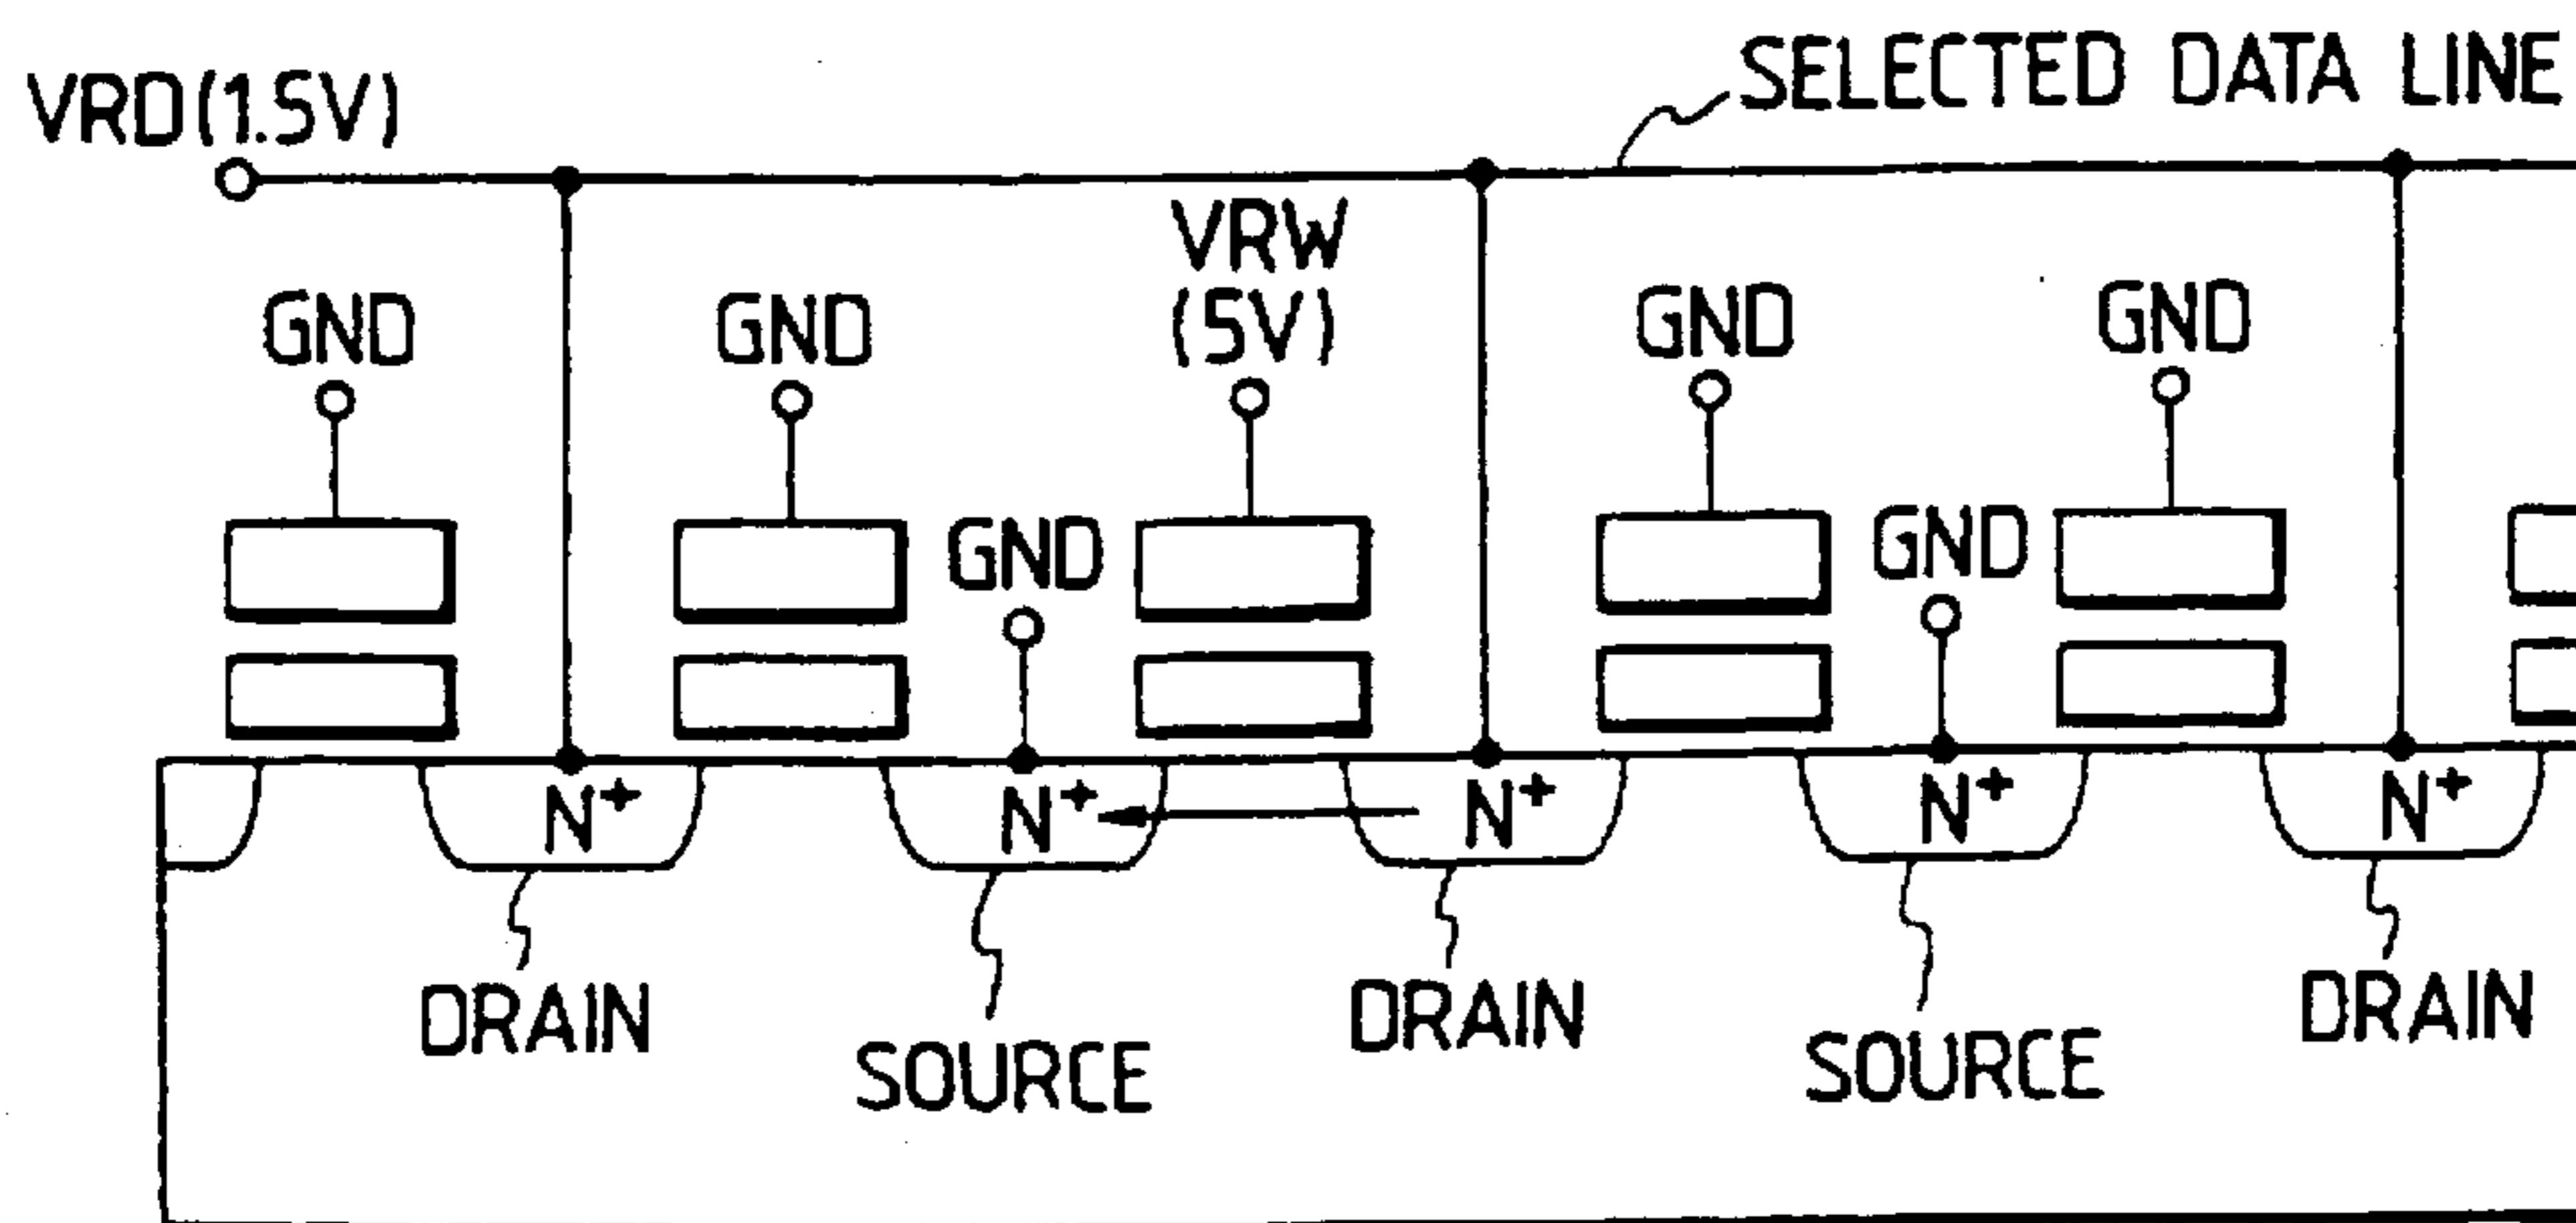 SELECTED DATA LINE
VRD(1.5V)
VRW
(5V)
GND
GND
GND
GND
GND
GND
N+
N+
N+
N+
N+
DRAIN
SOURCE
DRAIN
SOURCE
DRAIN